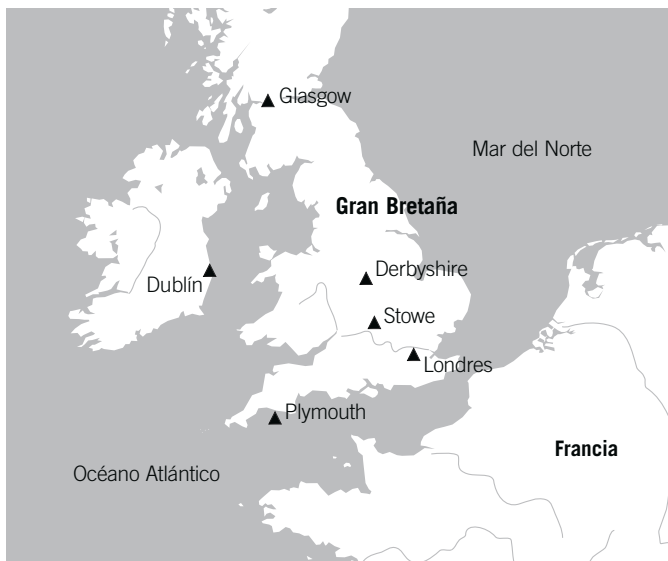 Glasgow
Mar del Norte
Gran Bretaña
Derbyshire
Dublín
Stowe
Londres
Plymouth
Francia
Océano Atlántico